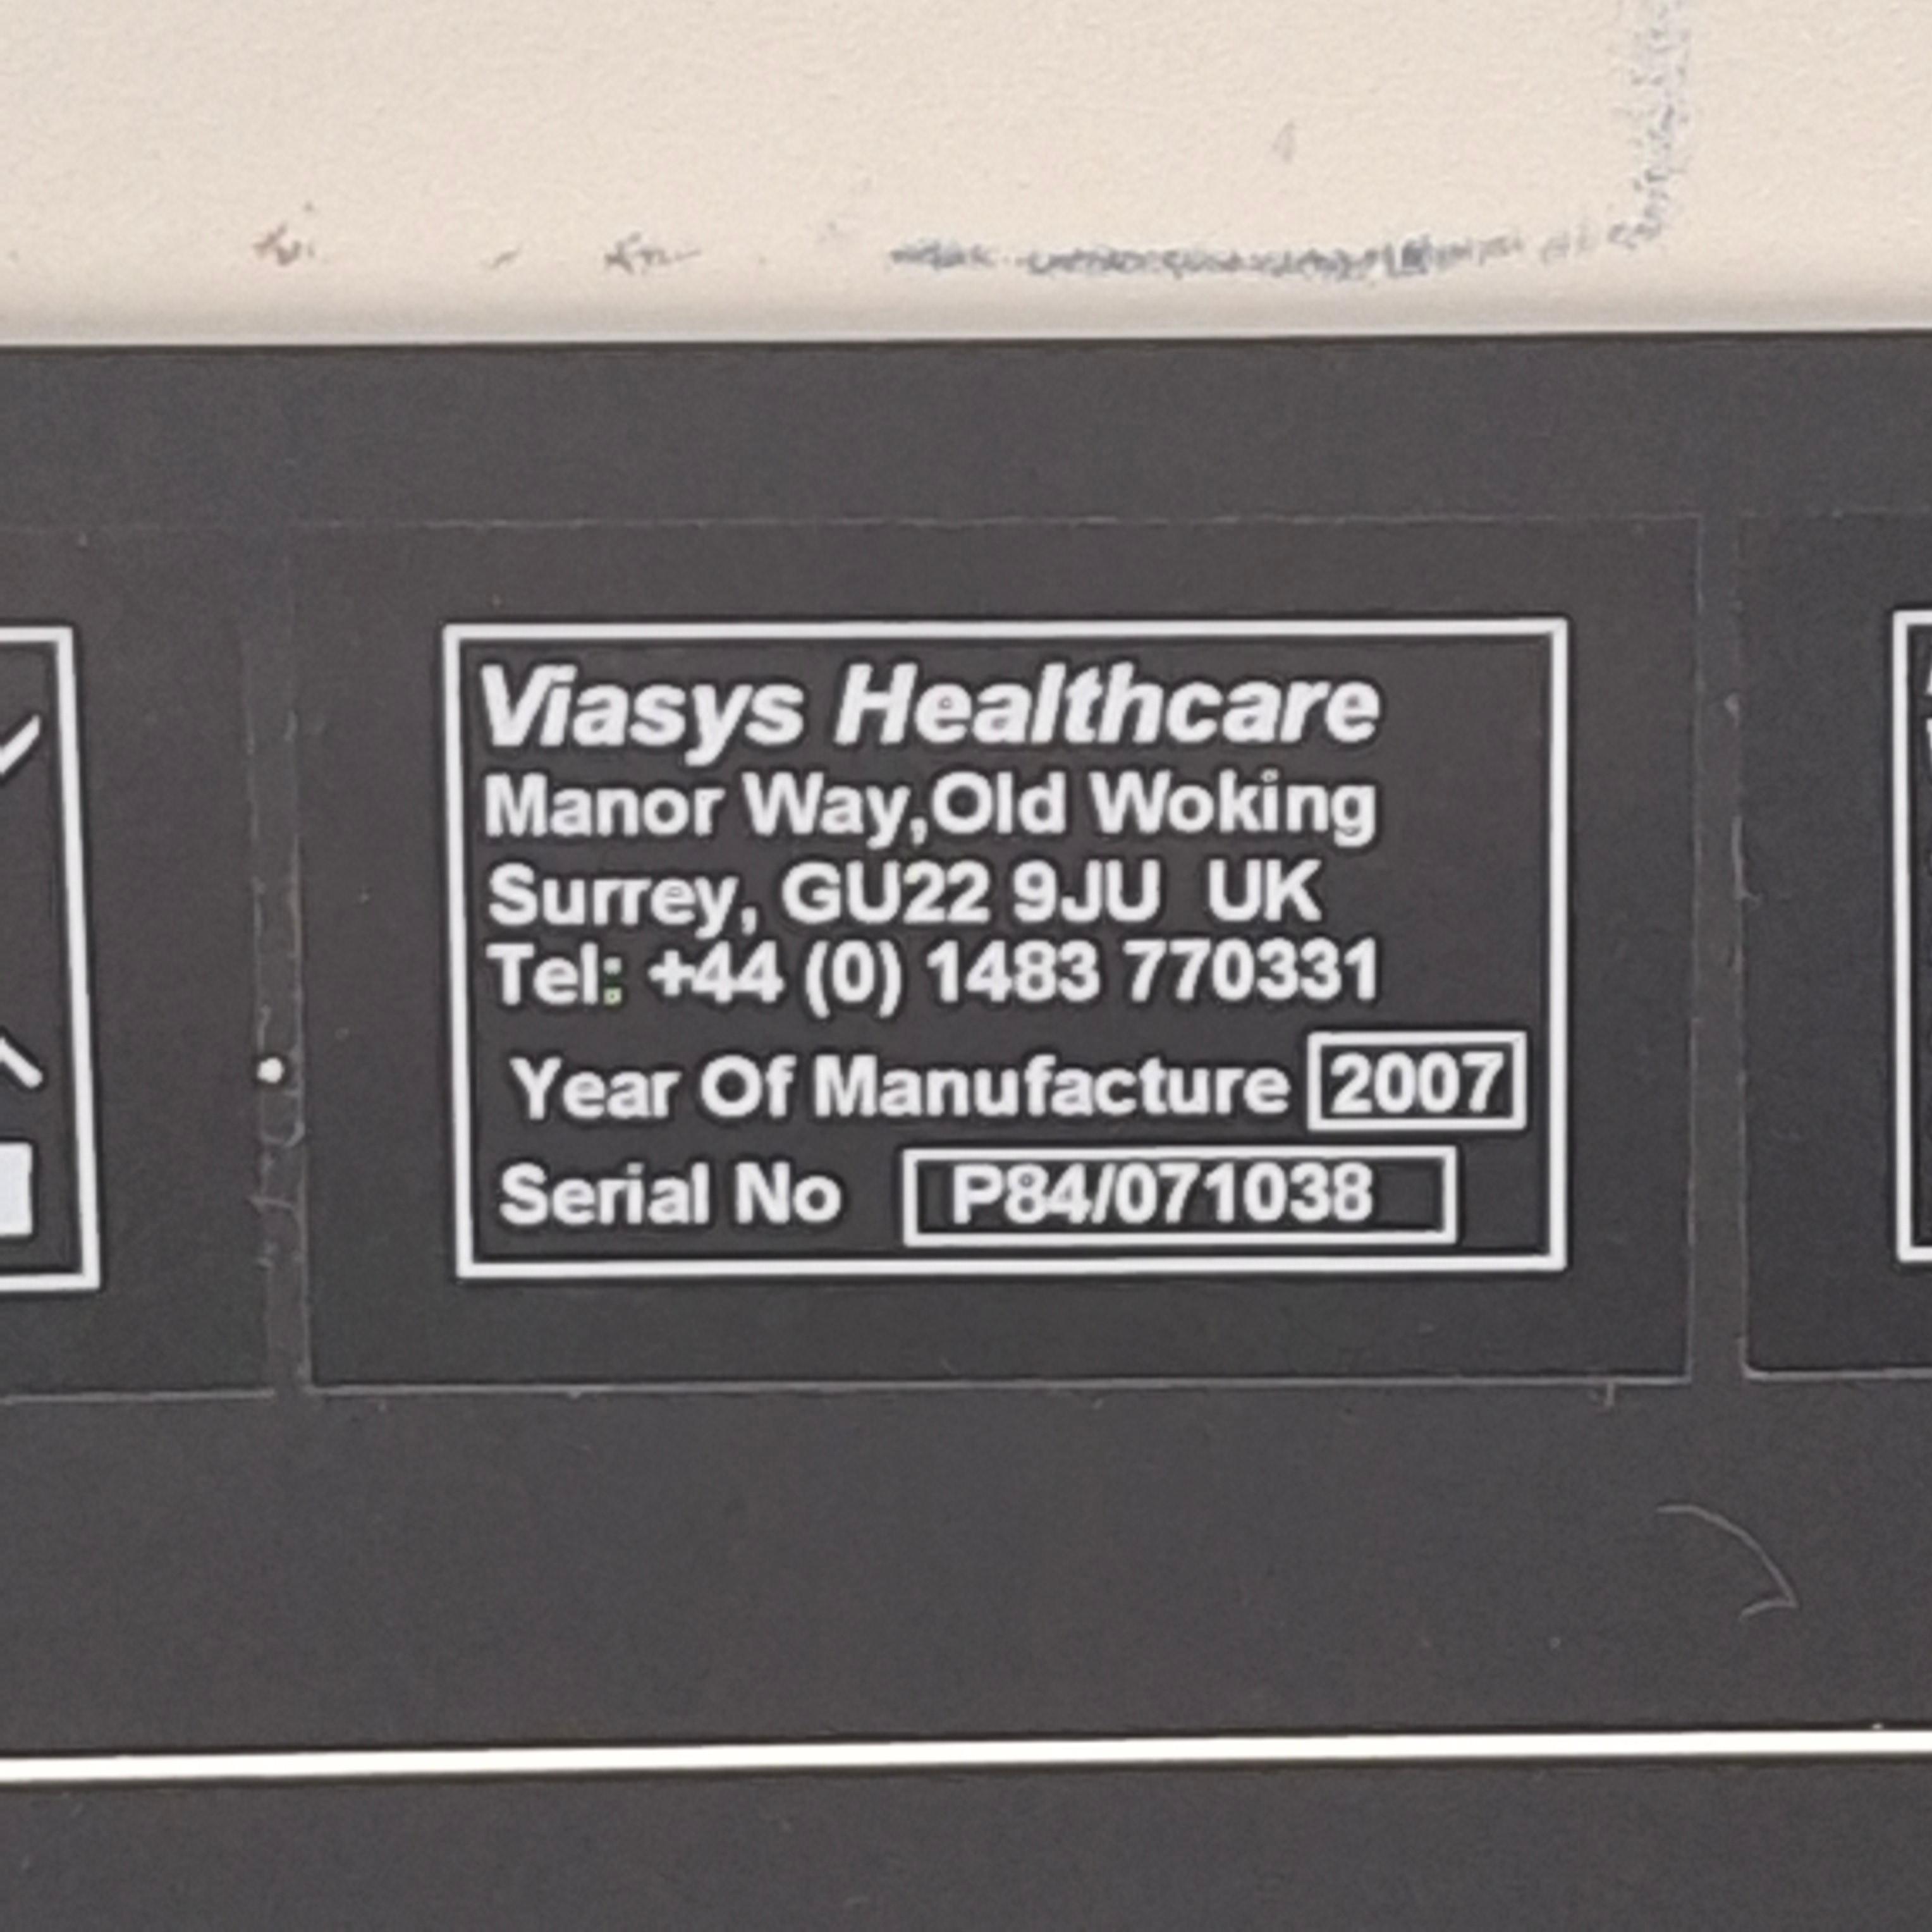 Viasys Healthcare
Manor Way,Old Woking
Surrey, GU22 9JU  UK
Tel: +44 (0) 1483 770331
Year Of Manufacture 2007
Serial No P84/071038